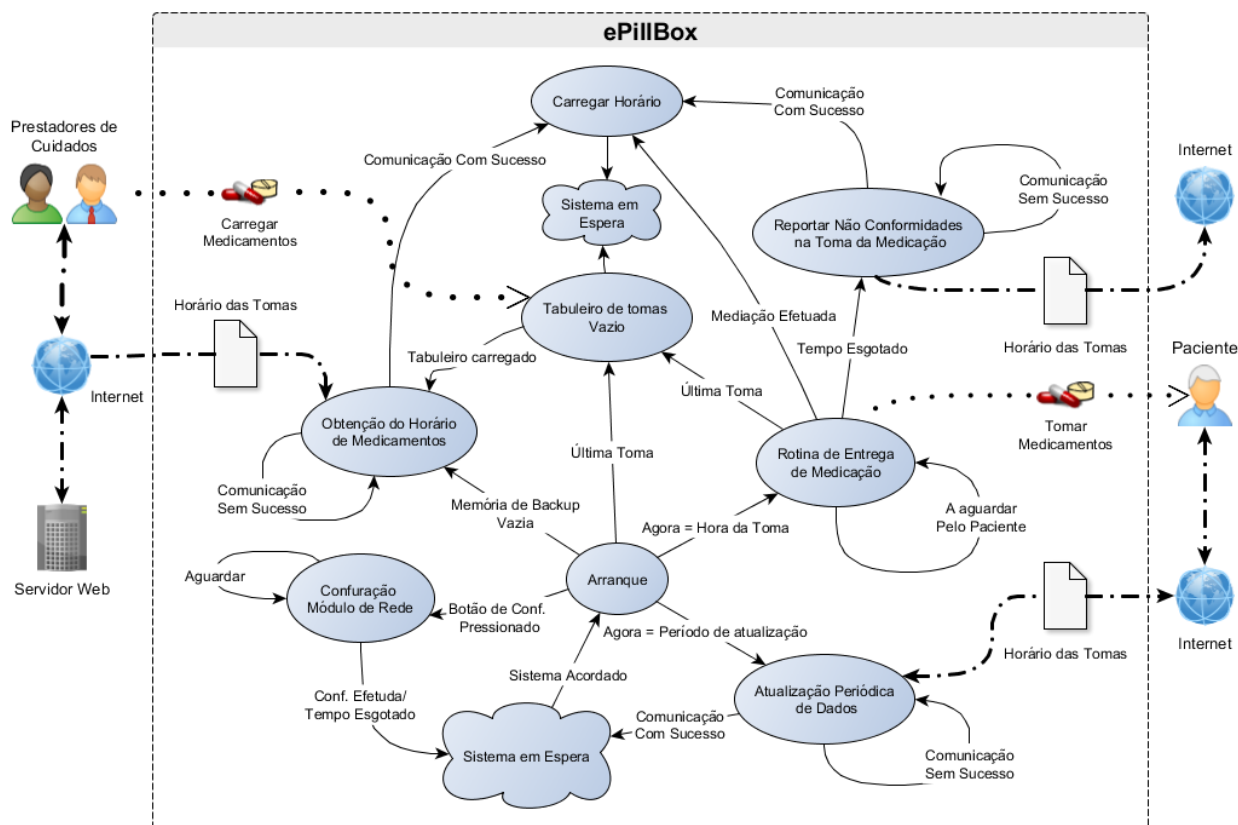 ePillBox
Carregar Horário
Comunicação
Com Sucesso
Prestadores de
Cuidados
Internet
Comunicação Com Sucesso
Comunicação
Sem Sucesso
Carregar
Medicamentos
Sistema em
Espera
Reportar Não Conformidades
na Toma da Medicação
Horário das Tomas
Tabuleiro de tomas
Vazio
Mediação Efetuada
Tempo Esgotado
Horário das Tomas
Paciente
Tabuleiro carregado
Internet
Última Toma
Obtenção do Horário
de Medicamentos
Tomar
Medicamentos
Última Toma
Rotina de Entrega
de Medicação
Comunicação
Sem Sucesso
Memória de Backup
Vazia
Agora = Hora da Toma
A aguardar
Pelo Paciente
Servidor Web
Aguardar
Confuração
Módulo de Rede
Arranque
Botão de Conf.
Pressionado
Agora = Período de atualização
Internet
Horário das Tomas
Sistema Acordado
Conf. Efetuda/
Tempo Esgotado
Atualização Periódica
de Dados
Comunicação
Com Sucesso
Sistema em Espera
Comunicação
Sem Sucesso